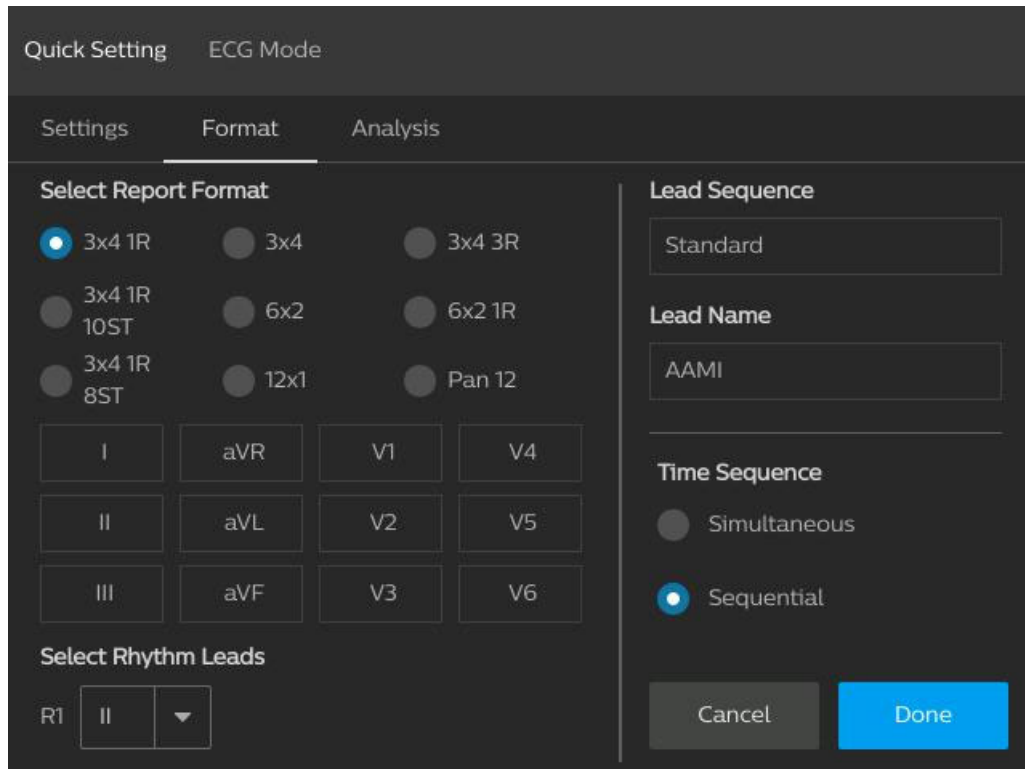 Quick Setting ECG Mode
Settings Format Analysis
Select Report Format
3x4 1R 3x4 3x4 3R
3x4 1R
10ST 6x2 6x2 1R
3x4 1R
8ST 12x1 Pan 12
I aVR V1 V4
II aVL V2 V5
III aVF V3 V6
Select Rhythm Leads
R1 II
Lead Sequence
Standard
Lead Name
AAMI
Time Sequence
Simultaneous
Sequential
Cancel Done